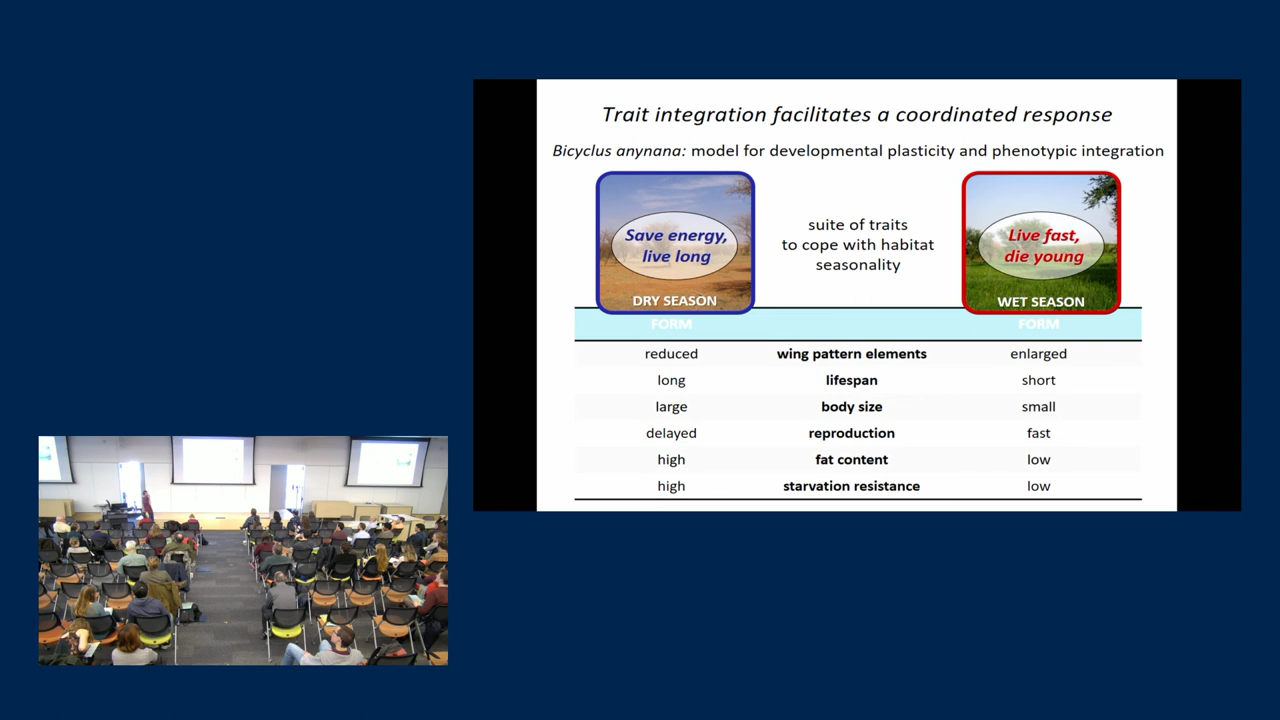 Trait integration facilitates a coordinated response
Bicyclus anynana: model for developmental plasticity and phenotypic integration
Save energy,
live long
DRY SEASON
suite of traits
to cope with habitat
seasonality
Live fast,
die young
WET SEASON
FORM FORM
reduced wing pattern elements enlarged
long lifespan short
large body size small
delayed reproduction fast
high fat content low
high starvation resistance low